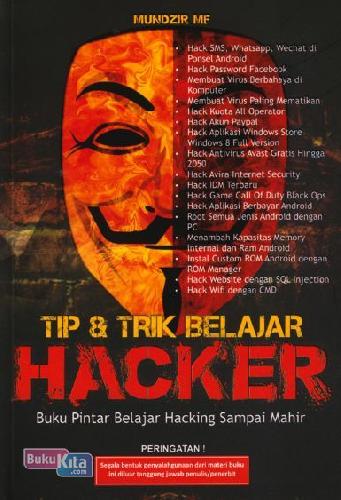 MUNDZIR MF
• Hack SMS, Whatsapp, Wechat di
Ponsel Android
• Hack Password Facebook
• Membuat Virus Berbahaya di
Komputer
• Membuat Virus Paling Mematikan
• Hack Kuota All Operator
• Hack Akun Paypal
• Hack Aplikasi Windows Store
Windows 8 Full Version
• Hack Antivirus Avast Gratis Hingga
2050
• Hack Avira Internet Security
• Hack IDM Terbaru
• Hack Game Call Of Duty Black Ops
• Hack Aplikasi Berbayar Android
• Root Semua Jenis Android dengan
PC
• Menambah Kapasitas Memory
Internal dan Ram Android
• Instal Custom ROM Android dengan
ROM Manager
• Hack Website dengan SQL Injection
• Hack Wifi dengan CMD
TIP & TRIK BELAJAR
HACKER
Buku Pintar Belajar Hacking Sampai Mahir
PERINGATAN !
Segala bentuk penyalahgunaan dari materi buku
ini diluar tanggung jawab penulis/penerbit
BukuKita.com